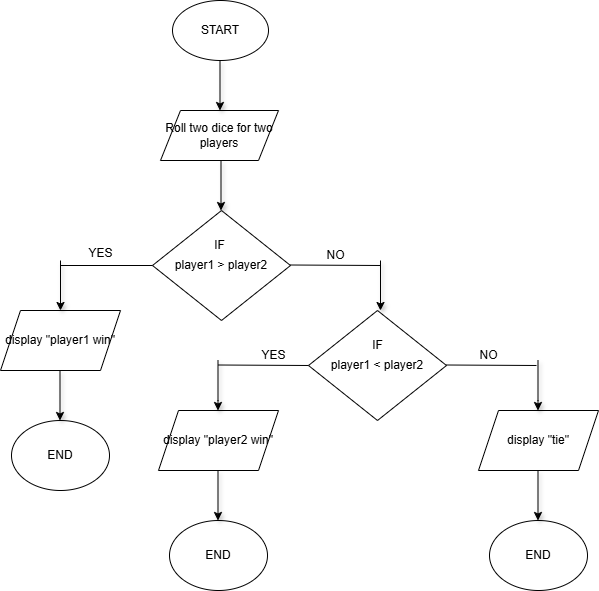 START
Roll two dice for two
players
IF
player1 > player2
YES
NO
display "player1 win"
IF
player1 < player2
YES
NO
END
display "player2 win"
display "tie"
END
END